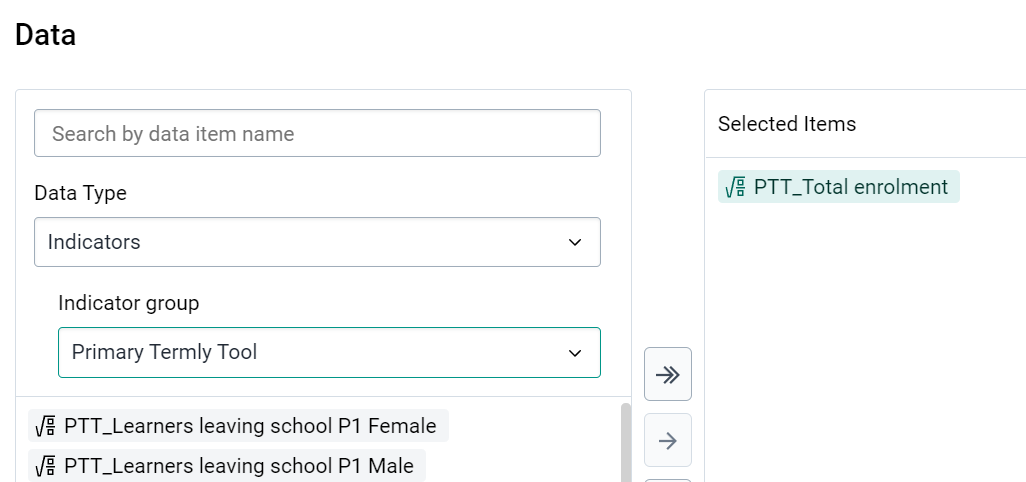 Data
Search by data item name
Data Type
Indicators
Indicator group
Primary Termly Tool
PTT_Learners leaving school P1 Female
PTT_Learners leaving school P1 Male
Selected Items
PTT_Total enrolment